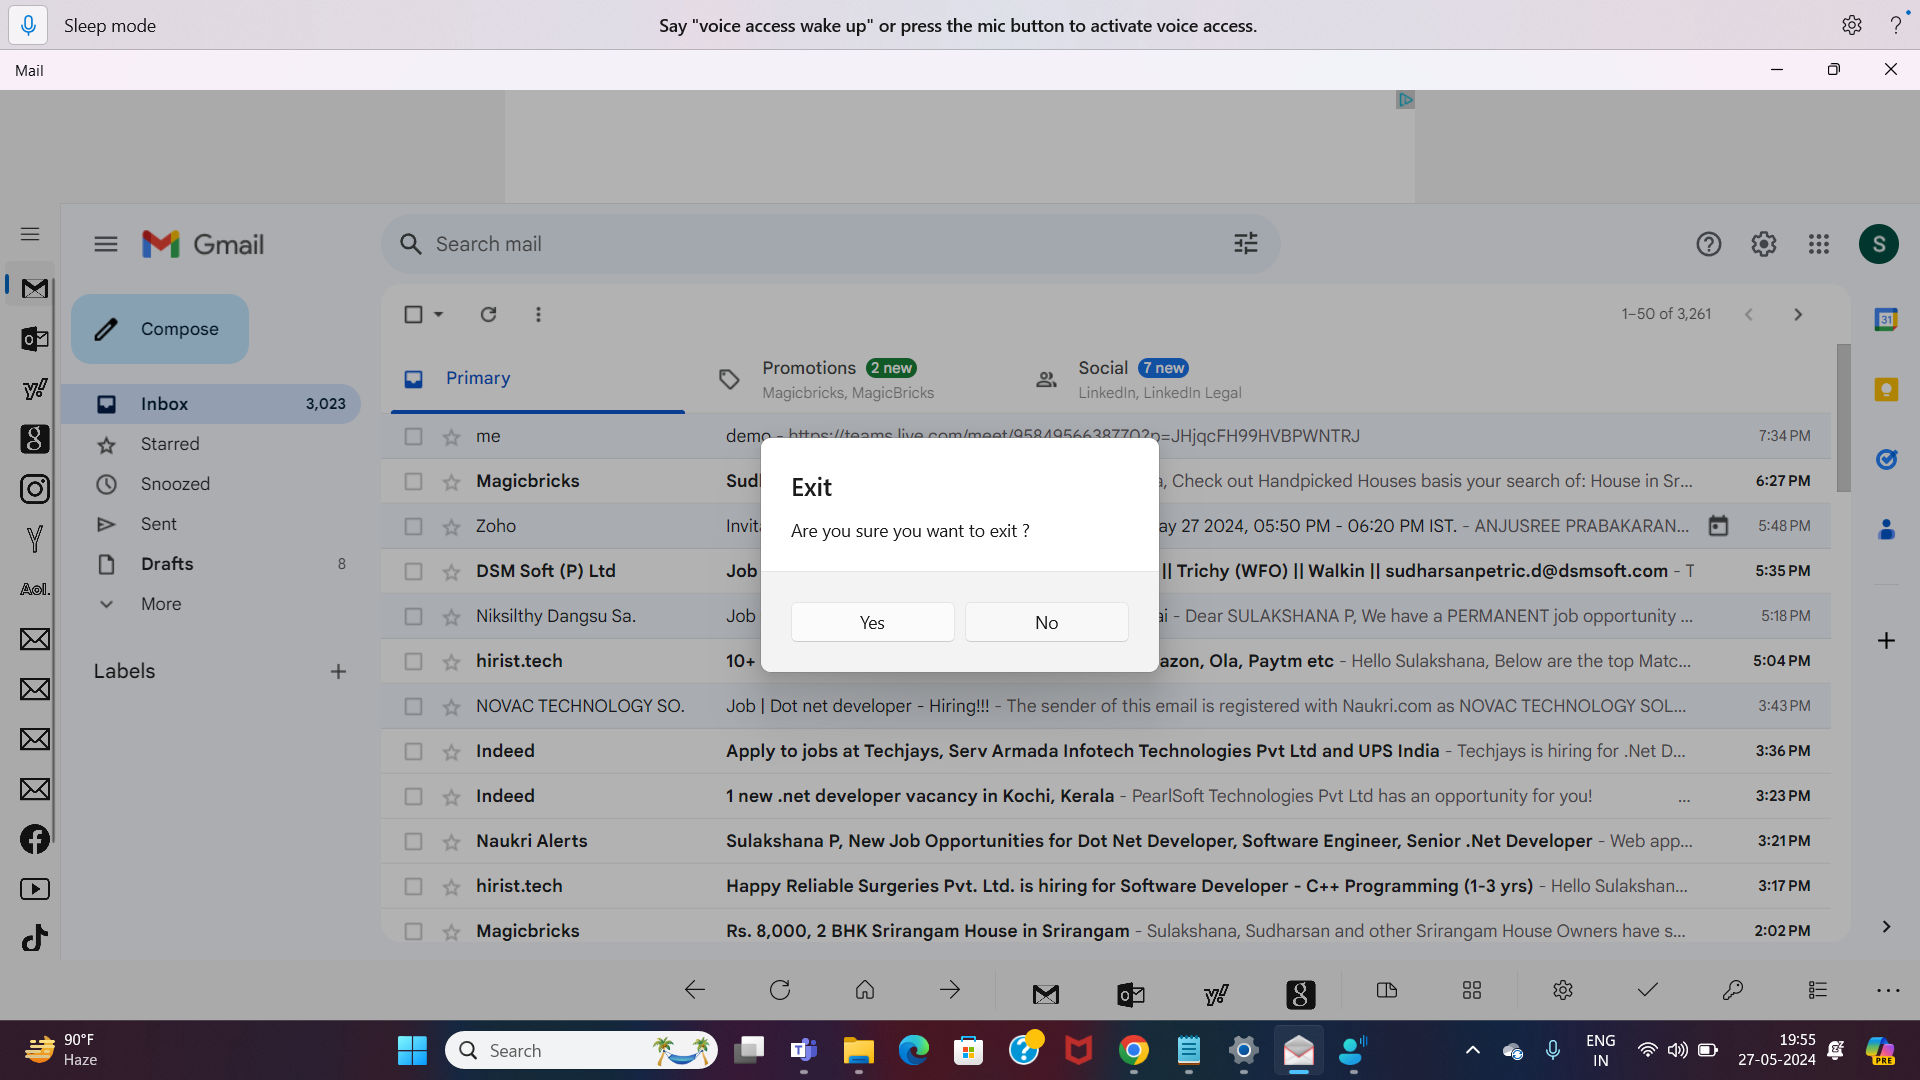 Sleep mode
Say "voice access wake up" or press the mic button to activate voice access.
Mail
Gmail
Search mail
S
Compose
1–50 of 3,261
31
Primary
Promotions 2 new
Magicbricks, MagicBricks
Social 7 new
LinkedIn, LinkedIn Legal
Inbox 3,023
Starred
Snoozed
Sent
Drafts 8
More
Labels
Aol.
me demo - https://teams.live.com/meet/9584956638770?p=JHjqcFH99HVBPWNTRJ 7:34 PM
Magicbricks Sud a, Check out Handpicked Houses basis your search of: House in Sr... 6:27 PM
Zoho Invit ay 27 2024, 05:50 PM - 06:20 PM IST. - ANJUSREE PRABAKARAN... 5:48 PM
DSM Soft (P) Ltd Job || Trichy (WFO) || Walkin || sudharsanpetric.d@dsmsoft.com - T 5:35 PM
Niksilthy Dangsu Sa. Job ai - Dear SULAKSHANA P, We have a PERMANENT job opportunity ... 5:18 PM
hirist.tech 10+ azon, Ola, Paytm etc - Hello Sulakshana, Below are the top Matc... 5:04 PM
NOVAC TECHNOLOGY SO. Job | Dot net developer - Hiring!!! - The sender of this email is registered with Naukri.com as NOVAC TECHNOLOGY SOL... 3:43 PM
Indeed Apply to jobs at Techjays, Serv Armada Infotech Technologies Pvt Ltd and UPS India - Techjays is hiring for .Net D... 3:36 PM
Indeed 1 new .net developer vacancy in Kochi, Kerala - PearlSoft Technologies Pvt Ltd has an opportunity for you! ... 3:23 PM
Naukri Alerts Sulakshana P, New Job Opportunities for Dot Net Developer, Software Engineer, Senior .Net Developer - Web app... 3:21 PM
hirist.tech Happy Reliable Surgeries Pvt. Ltd. is hiring for Software Developer - C++ Programming (1-3 yrs) - Hello Sulakshan... 3:17 PM
Magicbricks Rs. 8,000, 2 BHK Srirangam House in Srirangam - Sulakshana, Sudharsan and other Srirangam House Owners have s... 2:02 PM
Exit
Are you sure you want to exit ?
Yes No
90°F
Haze
Search
ENG
IN
19:55
27-05-2024
PRE